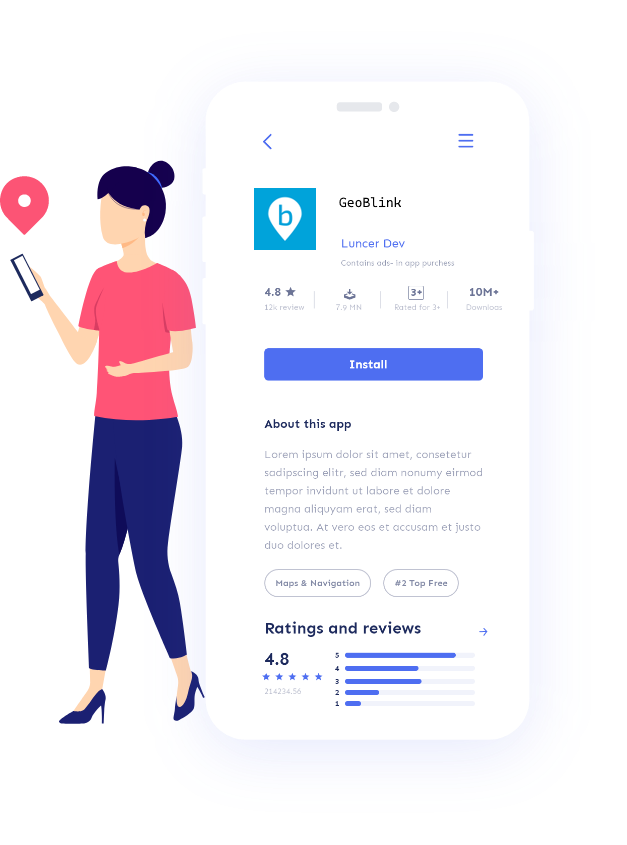 GeoBlink
b
Luncer Dev
Contains ads- in app purchess
4.8 ★ 3+ 10M+
12k review 7.9 MN Rated for 3+ Downloas
Install
About this app
Lorem ipsum dolor sit amet, consetetur
sadipscing elitr, sed diam nonumy eirmod
tempor invidunt ut labore et dolore
magna aliquyam erat, sed diam
voluptua. At vero eos et accusam et justo
duo dolores et.
Maps & Navigation #2 Top Free
Ratings and reviews
4.8
214234.56
5
4
3
2
1